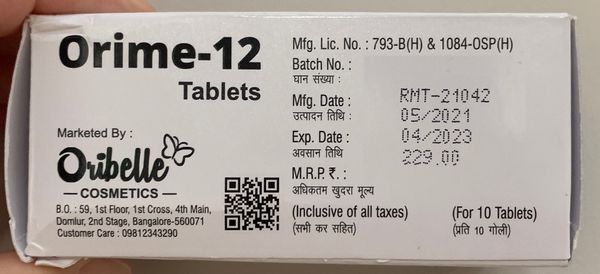 Orime-12
Tablets
Marketed By :
Oribelle
COSMETICS
B.O. : 59, 1st Floor, 1st Cross, 4th Main,
Domlur, 2nd Stage, Bangalore-560071
Customer Care : 09812343290
Mfg. Lic. No. : 793-B(H) & 1084-OSP(H)
Batch No. :
घान संख्या :
RMT-21042
Mfg. Date :
उत्पादन तिथि
05/2021
Exp. Date :
अवसान तिथि
04/2023
229.00
M.R.P. ₹. :
अधिकतम खुदरा मूल्य
(Inclusive of all taxes)
(सभी कर सहित)
(For 10 Tablets)
(प्रति 10 गोली)